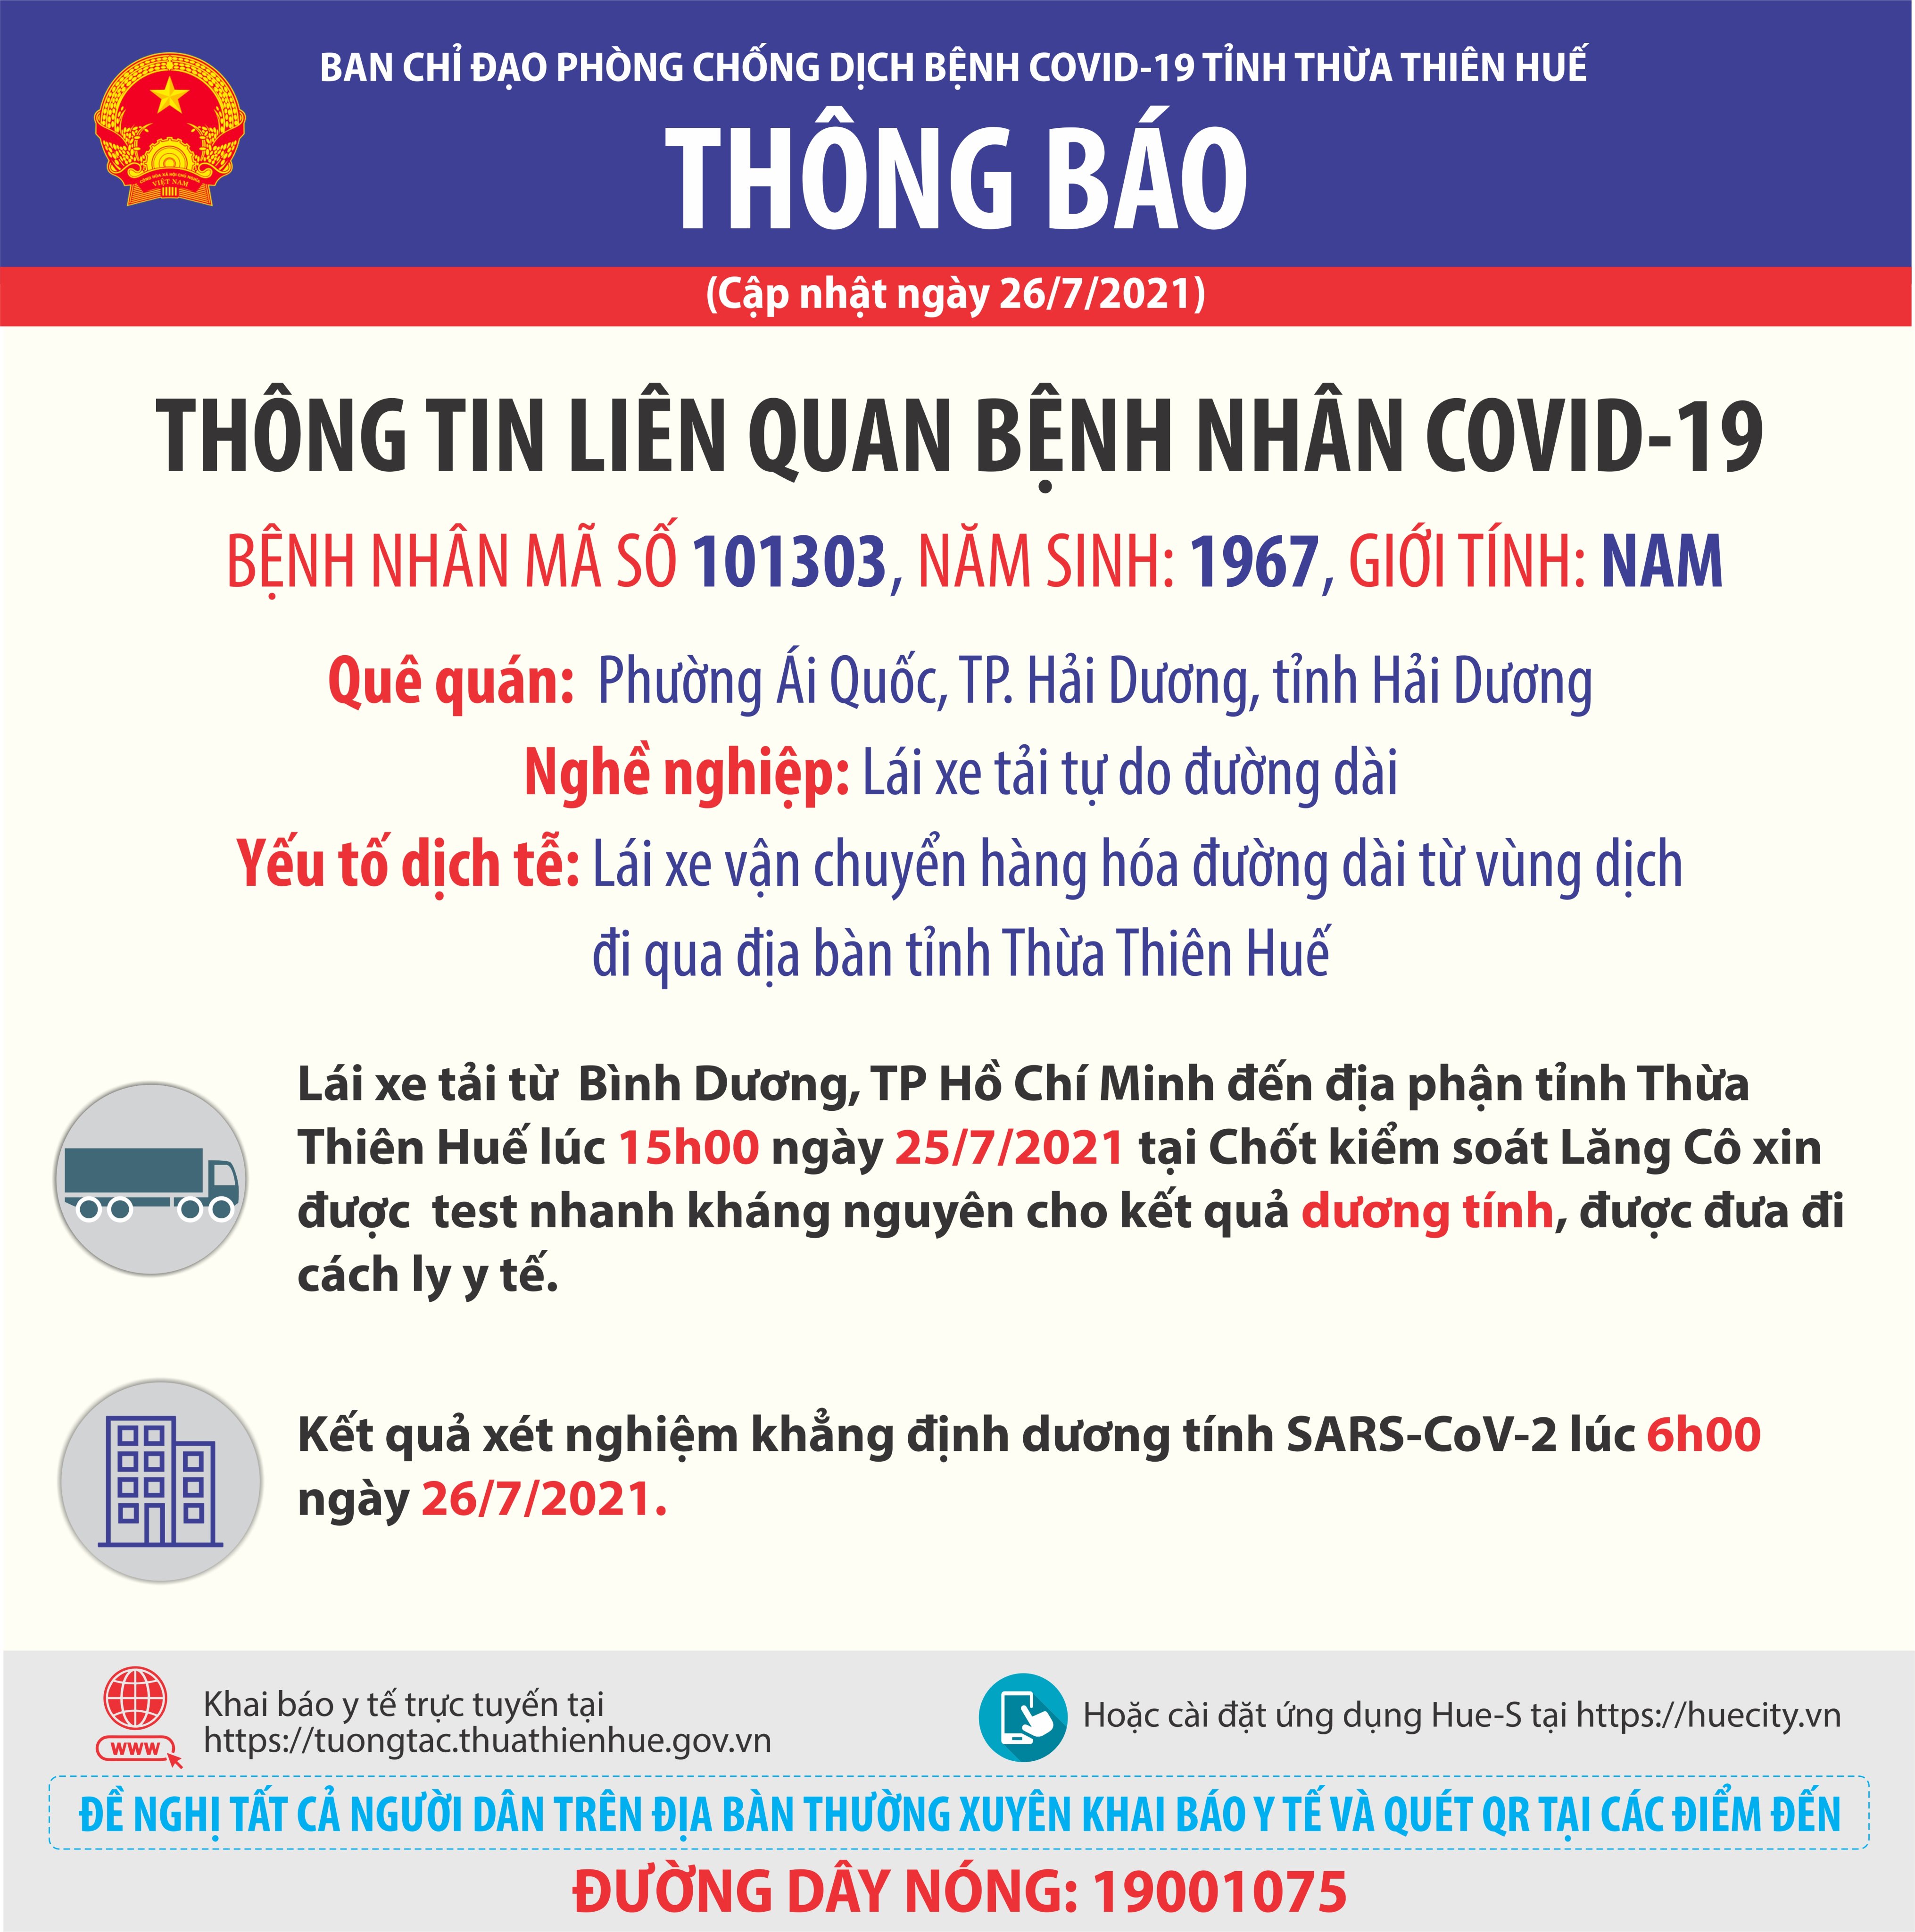 BAN CHỈ ĐẠO PHÒNG CHỐNG DỊCH BỆNH COVID-19 TỈNH THỪA THIÊN HUẾ
THÔNG BÁO
CỘNG HÒA XÃ HỘI CHỦ NGHĨA
VIỆT NAM
(Cập nhật ngày 26/7/2021)
THÔNG TIN LIÊN QUAN BỆNH NHÂN COVID-19
BỆNH NHÂN MÃ SỐ 101303, NĂM SINH: 1967, GIỚI TÍNH: NAM
Quê quán: Phường Ái Quốc, TP. Hải Dương, tỉnh Hải Dương
Nghề nghiệp: Lái xe tải tự do đường dài
Yếu tố dịch tễ: Lái xe vận chuyển hàng hóa đường dài từ vùng dịch
đi qua địa bàn tỉnh Thừa Thiên Huế
Lái xe tải từ Bình Dương, TP Hồ Chí Minh đến địa phận tỉnh Thừa
Thiên Huế lúc 15h00 ngày 25/7/2021 tại Chốt kiểm soát Lăng Cô xin
được test nhanh kháng nguyên cho kết quả dương tính, được đưa đi
cách ly y tế.
Kết quả xét nghiệm khẳng định dương tính SARS-CoV-2 lúc 6h00
ngày 26/7/2021.
Khai báo y tế trực tuyến tại
https://tuongtac.thuathienhue.gov.vn
www
Hoặc cài đặt ứng dụng Hue-S tại https://huecity.vn
ĐỀ NGHỊ TẤT CẢ NGƯỜI DÂN TRÊN ĐỊA BÀN THƯỜNG XUYÊN KHAI BÁO Y TẾ VÀ QUÉT QR TẠI CÁC ĐIỂM ĐẾN
ĐƯỜNG DÂY NÓNG: 19001075